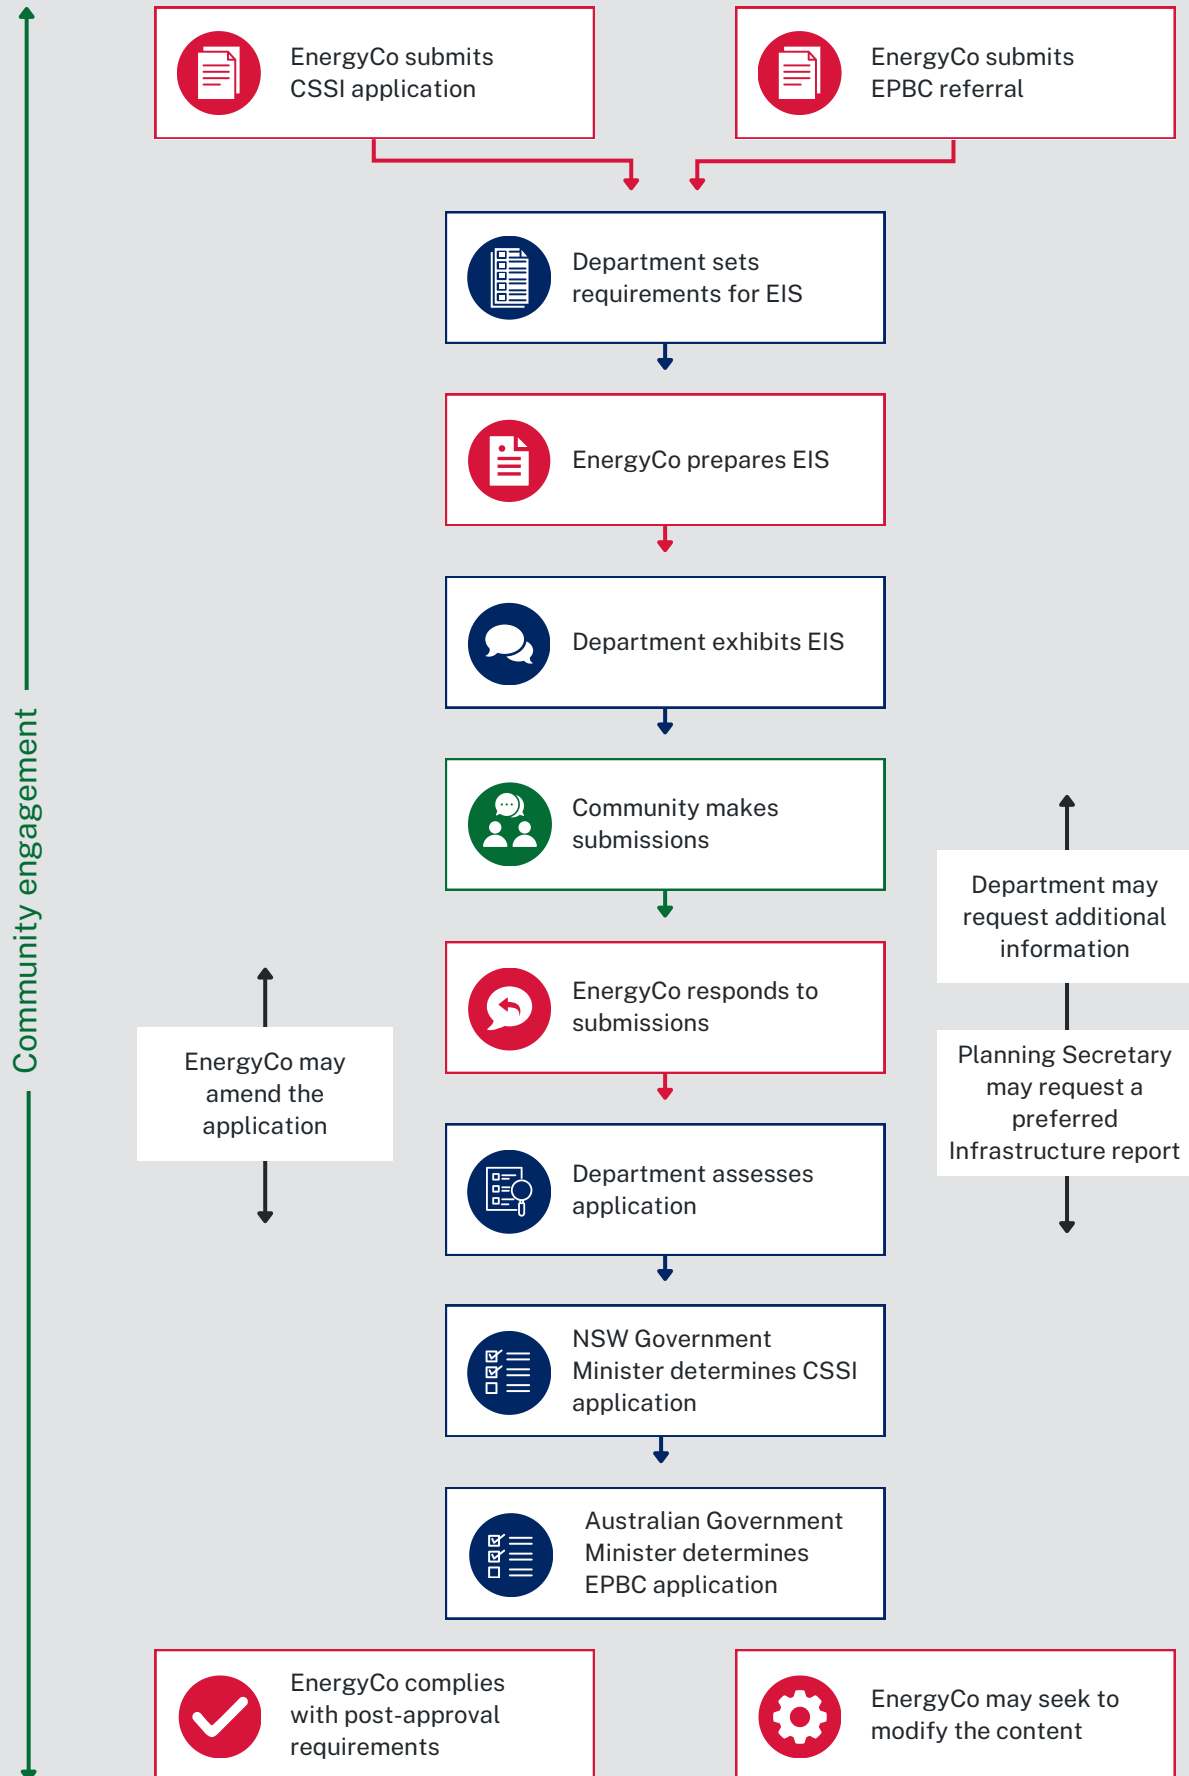 EnergyCo submits
CSSI application
EnergyCo submits
EPBC referral
Department sets
requirements for EIS
EnergyCo prepares EIS
Department exhibits EIS
Community engagement
Community makes
submissions
Department may
request additional
information
EnergyCo responds to
submissions
EnergyCo may
amend the
application
Planning Secretary
may request a
preferred
Infrastructure report
Department assesses
application
NSW Government
Minister determines CSSI
application
Australian Government
Minister determines
EPBC application
EnergyCo complies
with post-approval
requirements
EnergyCo may seek to
modify the content